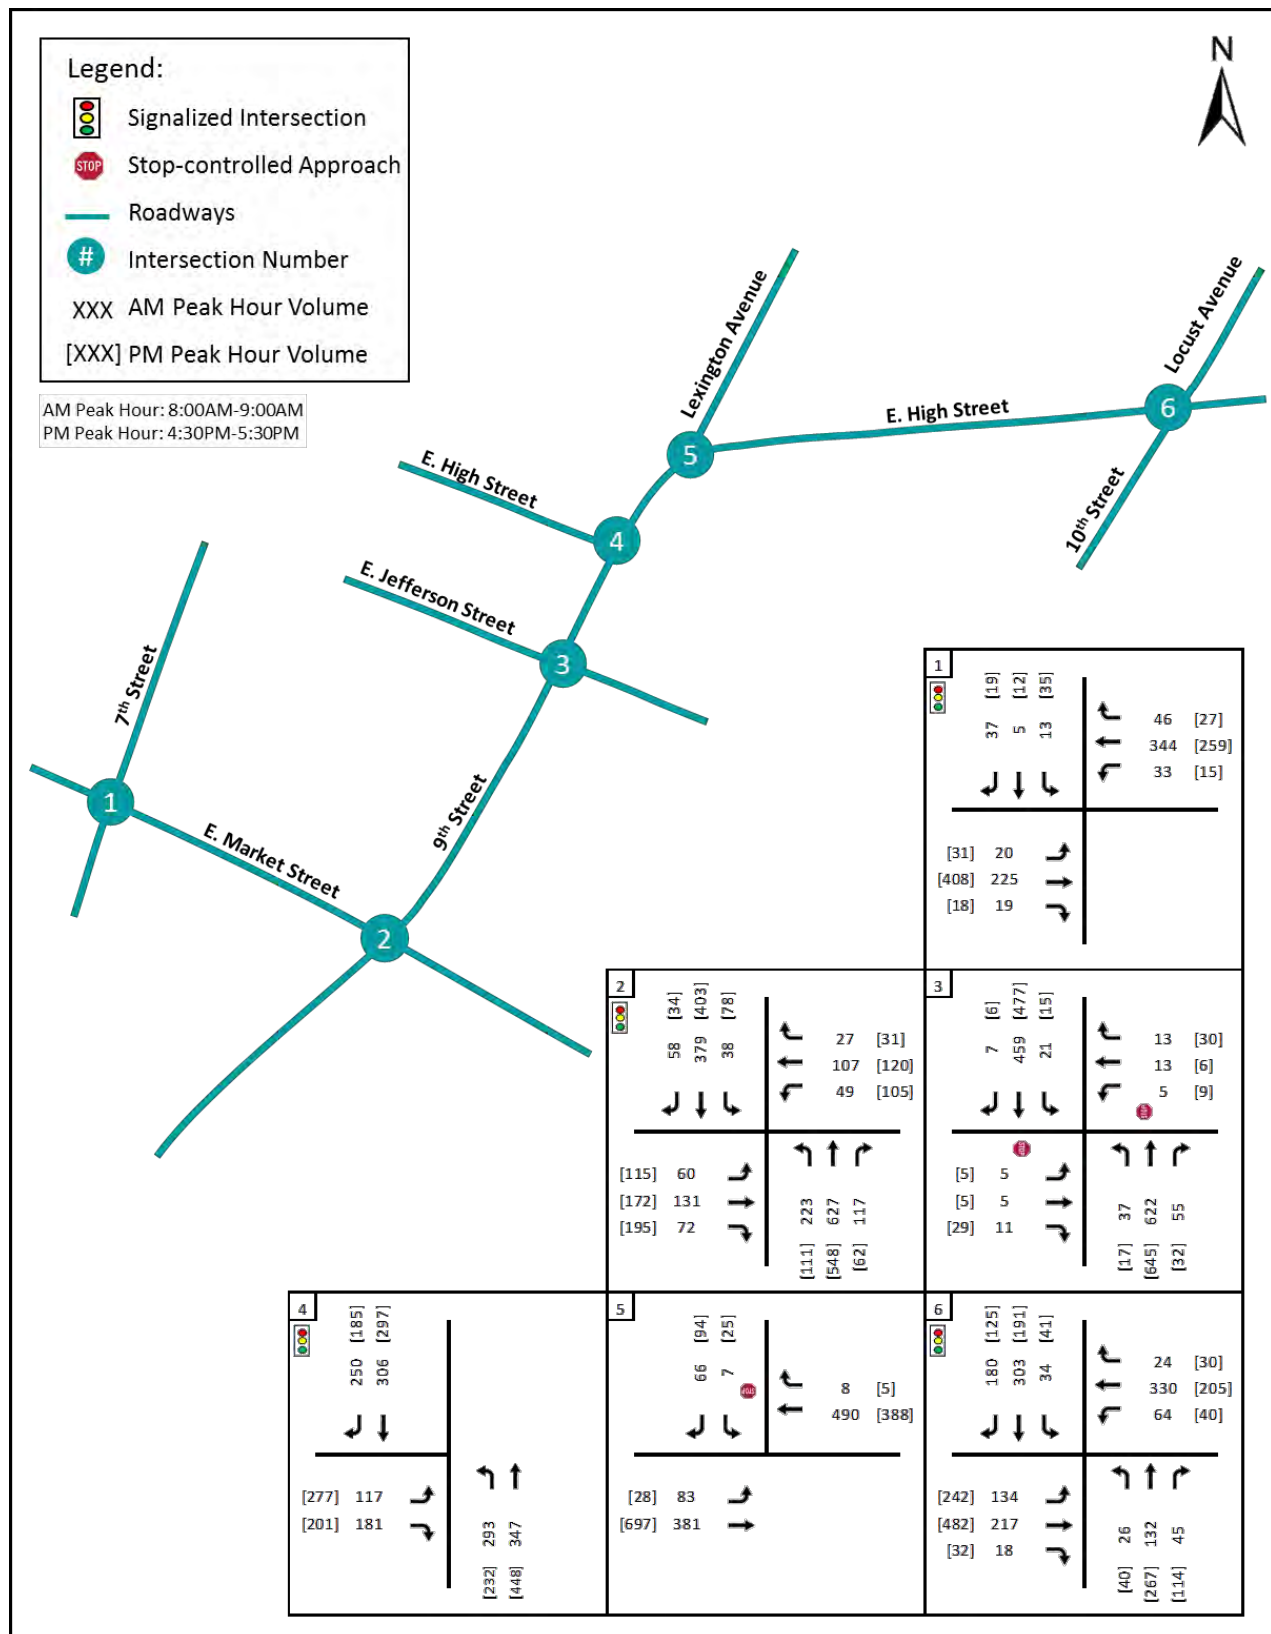 Legend:
Signalized Intersection
STOP Stop-controlled Approach
Roadways
# Intersection Number
XXX AM Peak Hour Volume
[XXX] PM Peak Hour Volume
AM Peak Hour: 8:00AM-9:00AM
PM Peak Hour: 4:30PM-5:30PM
N
Lexington Avenue
Locust Avenue
E. High Street
6
5
E. High Street
10th Street
4
E. Jefferson Street
3
7th Street
1
E. Market Street
9th Street
2
1
[19] [12] [35]
37 5 13
46 [27]
344 [259]
33 [15]
[31] 20
[408] 225
[18] 19
2
[34] [403] [78]
58 379 38
27 [31]
107 [120]
49 [105]
[115] 60
[172] 131
[195] 72
223 627 117
[111] [548] [62]
3
[6] [477] [15]
7 459 21
13 [30]
13 [6]
5 [9]
STOP
STOP
[5] 5
[5] 5
[29] 11
37 622 55
[17] [645] [32]
4
[185] [297]
250 306
[277] 117
[201] 181
293 347
[232] [448]
5
[94] [25]
66 7
STOP
8 [5]
490 [388]
[28] 83
[697] 381
6
[125] [191] [41]
180 303 34
24 [30]
330 [205]
64 [40]
[242] 134
[482] 217
[32] 18
26 132 45
[40] [267] [114]